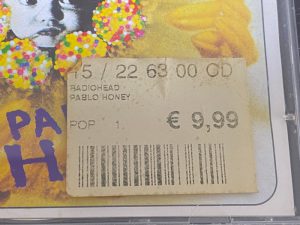 15 / 22 63 00 CD
RADIOHEAD
PABLO HONEY
POP 1.
€ 9,99
PA
H